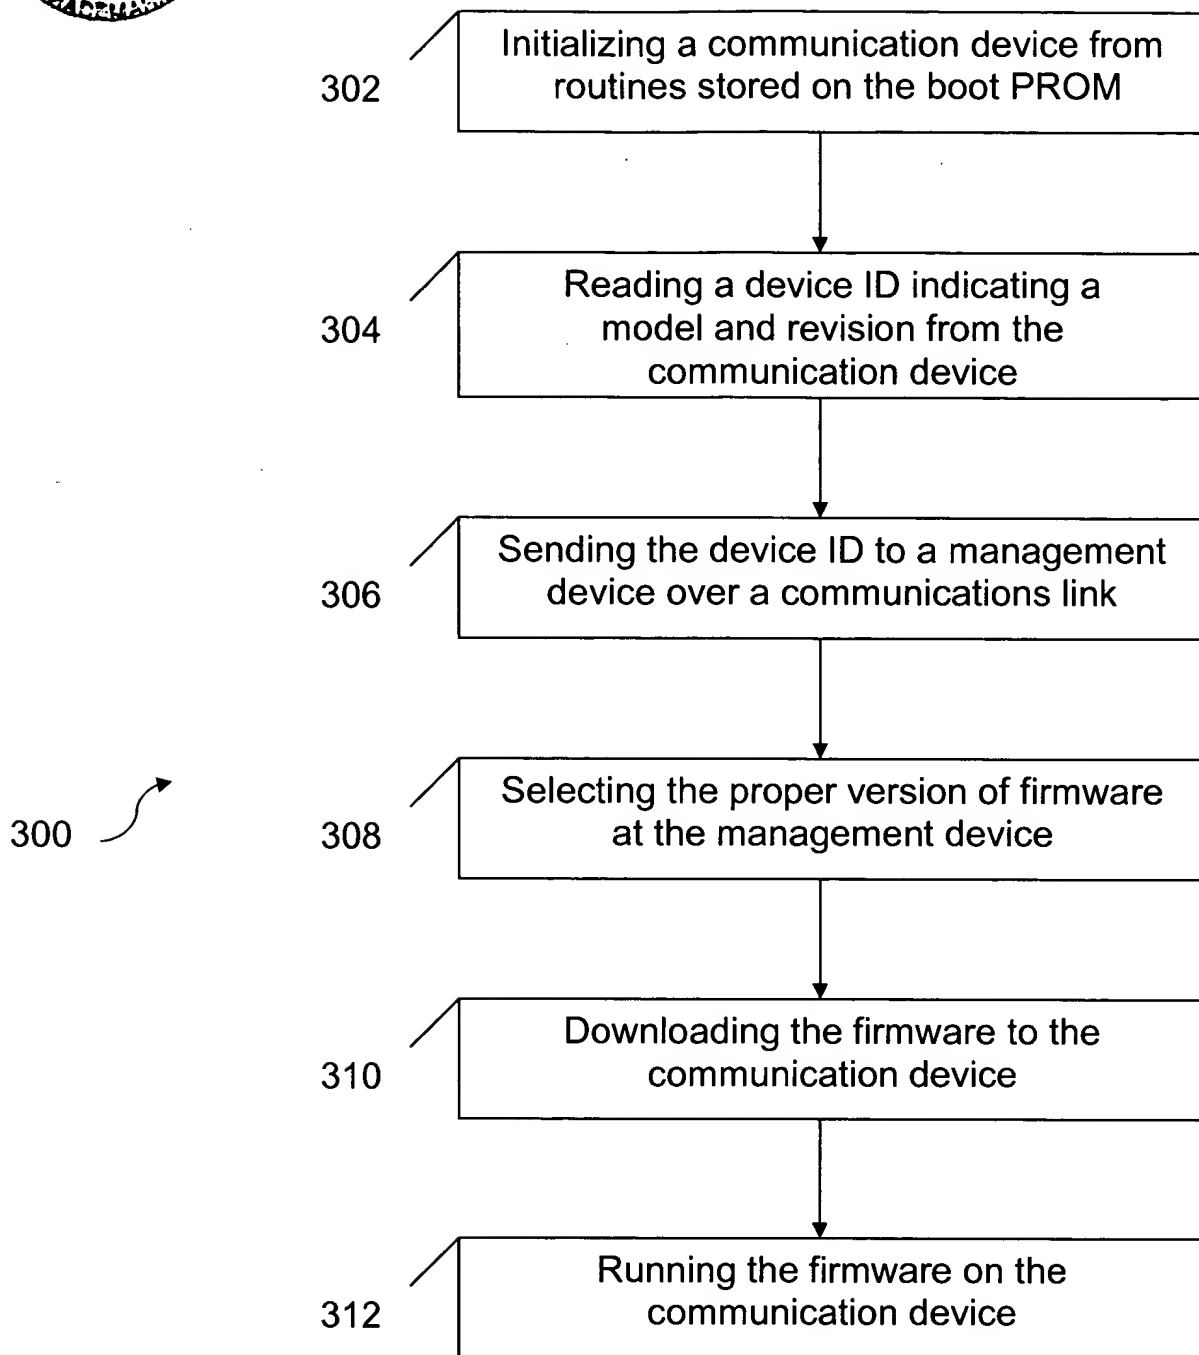 302
Initializing a communication device from
routines stored on the boot PROM
304
Reading a device ID indicating a
model and revision from the
communication device
306
Sending the device ID to a management
device over a communications link
300
308
Selecting the proper version of firmware
at the management device
310
Downloading the firmware to the
communication device
312
Running the firmware on the
communication device